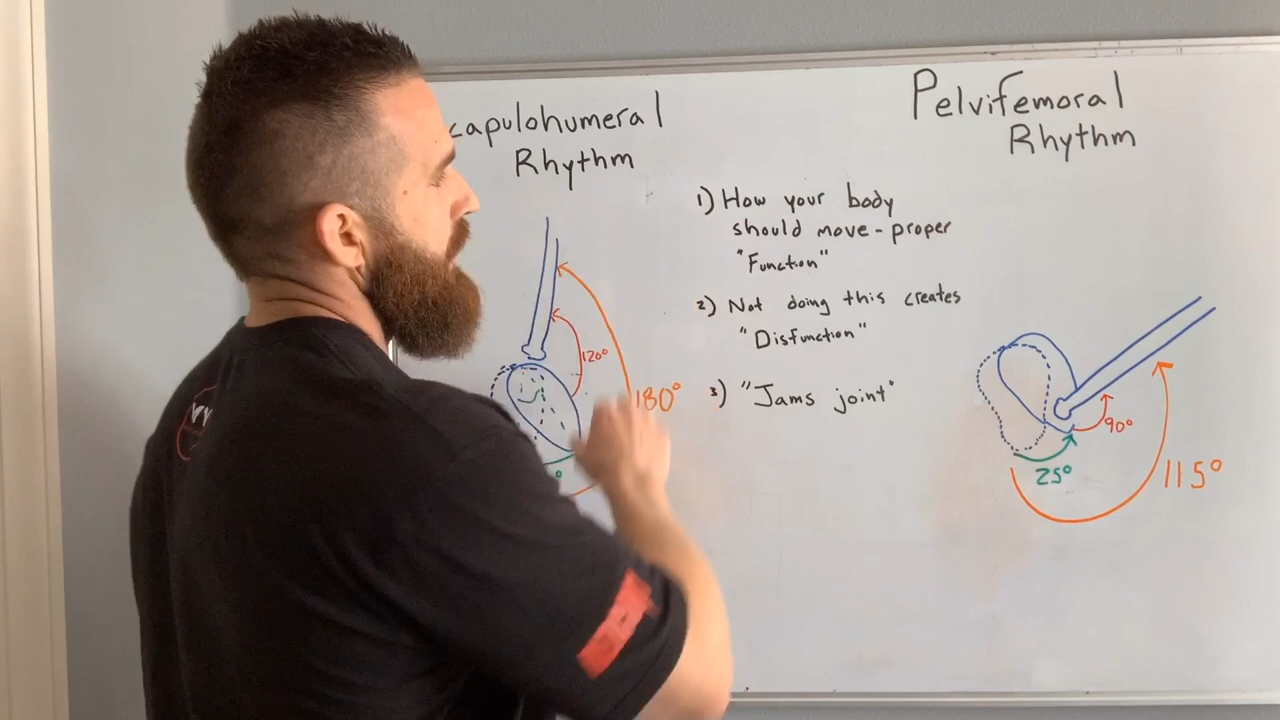 capulohumeral
Rhythm
120°
180°
°
1) How your body
should move - proper
"Function"
2) Not doing this creates
"Disfunction"
3) "Jams joint"
Pelvifemoral
Rhythm
90°
25°
115°